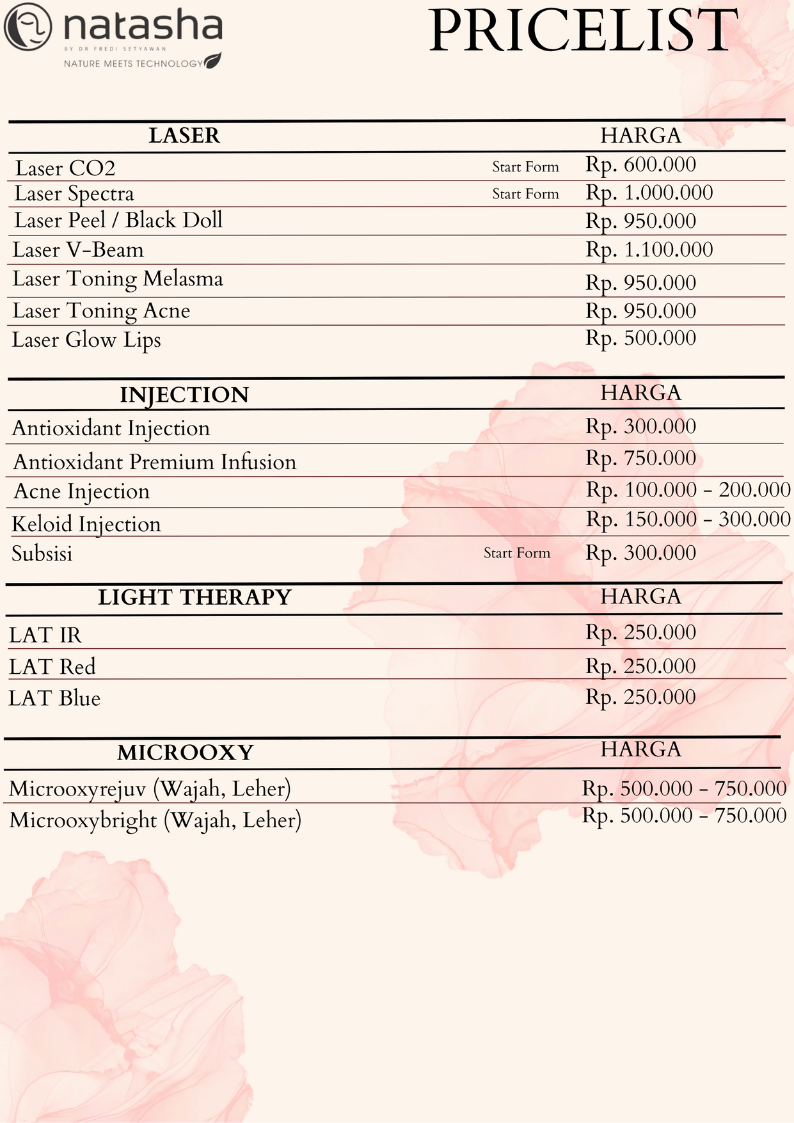 natasha
BY DR FREDI SETYAWAN
NATURE MEETS TECHNOLOGY
PRICELIST
LASER HARGA
Laser CO2 Start Form Rp. 600.000
Laser Spectra Start Form Rp. 1.000.000
Laser Peel / Black Doll Rp. 950.000
Laser V-Beam Rp. 1.100.000
Laser Toning Melasma Rp. 950.000
Laser Toning Acne Rp. 950.000
Laser Glow Lips Rp. 500.000
INJECTION HARGA
Antioxidant Injection Rp. 300.000
Antioxidant Premium Infusion Rp. 750.000
Acne Injection Rp. 100.000 - 200.000
Keloid Injection Rp. 150.000 - 300.000
Subsisi Start Form Rp. 300.000
LIGHT THERAPY HARGA
LAT IR Rp. 250.000
LAT Red Rp. 250.000
LAT Blue Rp. 250.000
MICROOXY HARGA
Microoxyrejuv (Wajah, Leher) Rp. 500.000 - 750.000
Microoxybright (Wajah, Leher) Rp. 500.000 - 750.000